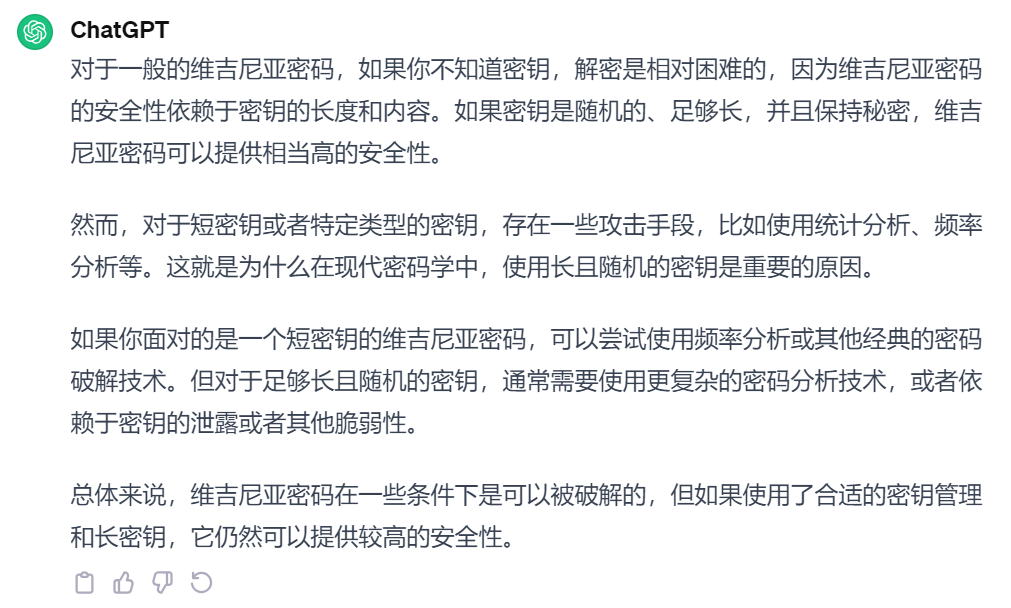 ChatGPT
对于一般的维吉尼亚密码，如果你不知道密钥，解密是相对困难的，因为维吉尼亚密码
的安全性依赖于密钥的长度和内容。如果密钥是随机的、足够长，并且保持秘密，维吉
尼亚密码可以提供相当高的安全性。
然而，对于短密钥或者特定类型的密钥，存在一些攻击手段，比如使用统计分析、频率
分析等。这就是为什么在现代密码学中，使用长且随机的密钥是重要的原因。
如果你面对的是一个短密钥的维吉尼亚密码，可以尝试使用频率分析或其他经典的密码
破解技术。但对于足够长且随机的密钥，通常需要使用更复杂的密码分析技术，或者依
赖于密钥的泄露或者其他脆弱性。
总体来说，维吉尼亚密码在一些条件下是可以被破解的，但如果使用了合适的密钥管理
和长密钥，它仍然可以提供较高的安全性。